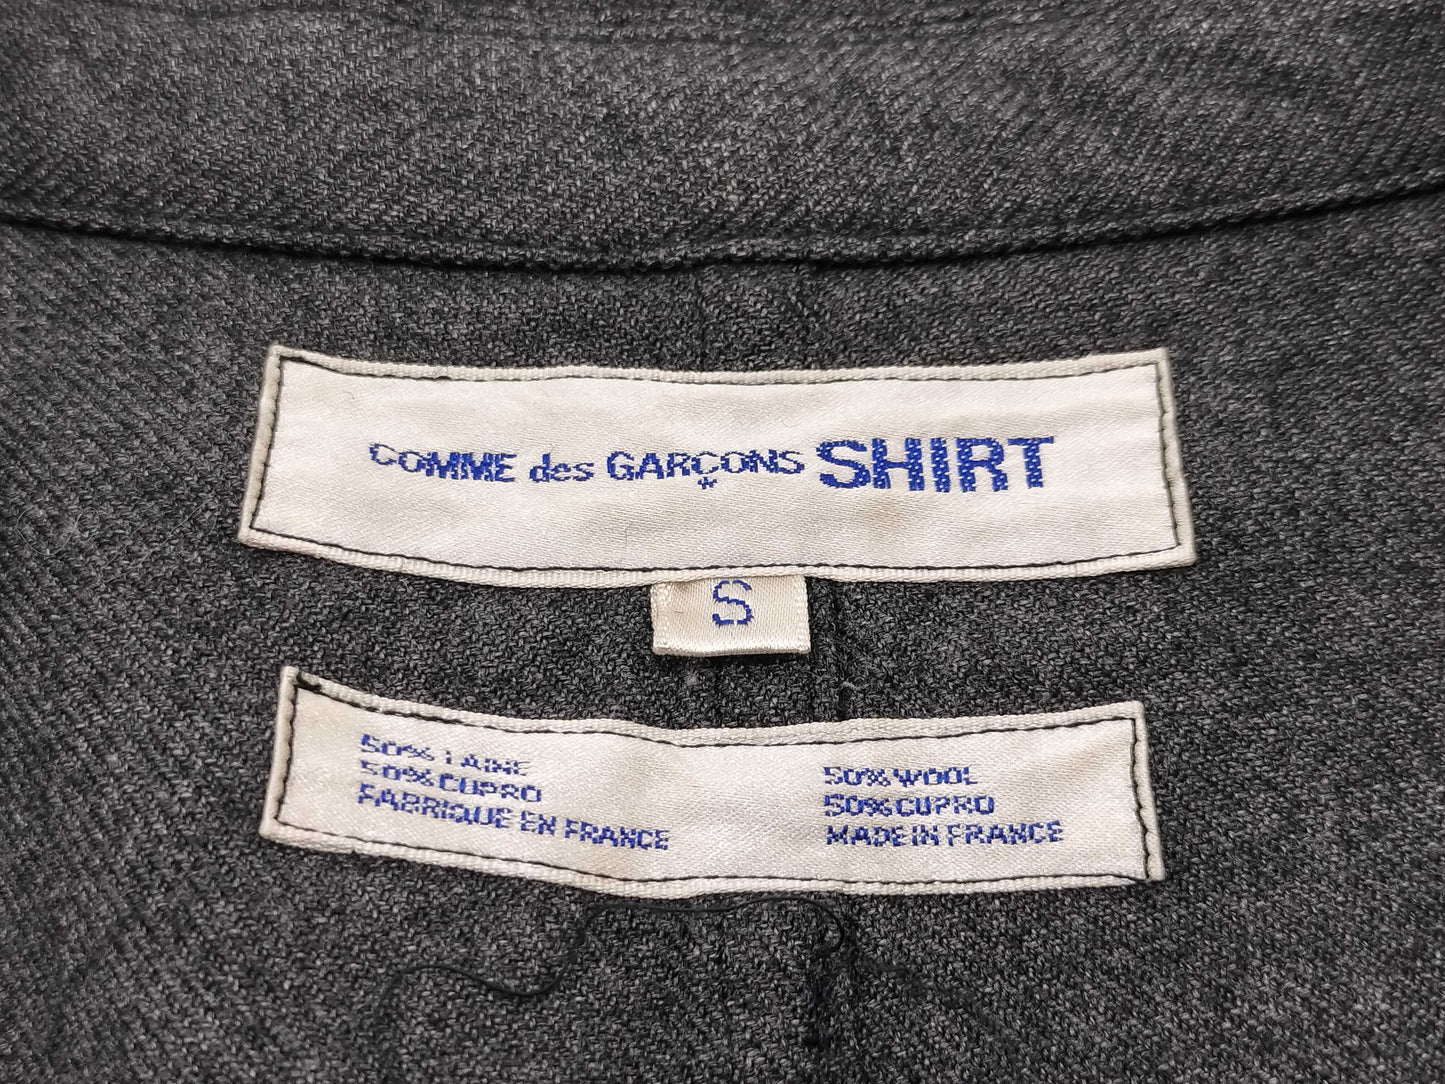 COMME des GARÇONS SHIRT
S
50% LAINE
50% CUPRO
FABRIQUE EN FRANCE
50% WOOL
50% CUPRO
MADE IN FRANCE